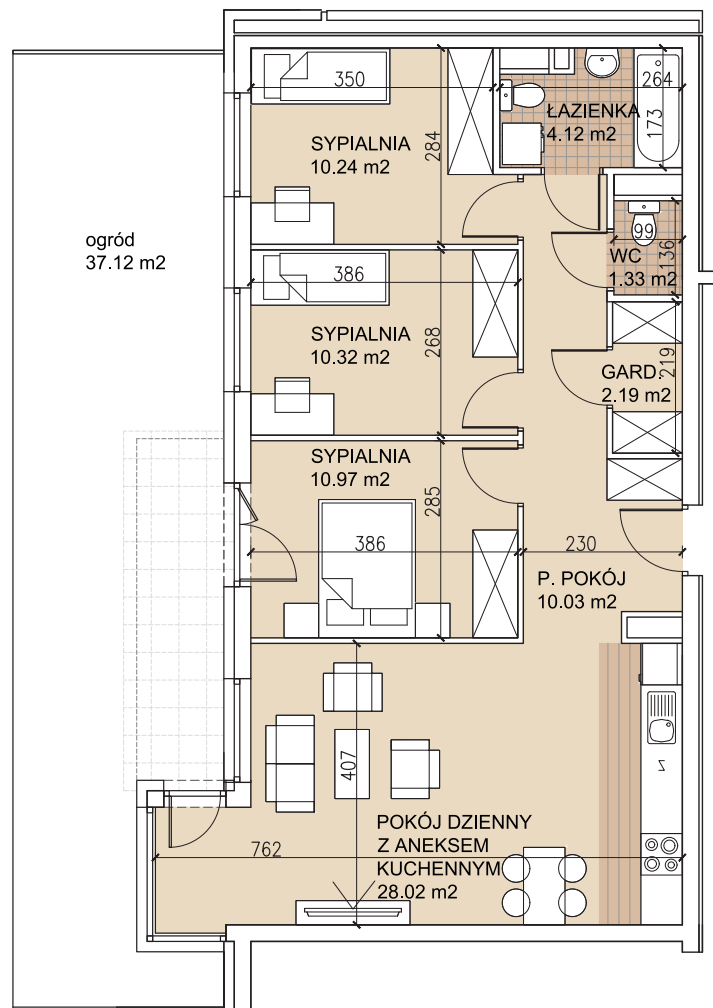 350
264
ŁAZIENKA
4.12 m2
173
SYPIALNIA
10.24 m2
284
ogród
37.12 m2
99
WC
1.33 m2
136
386
SYPIALNIA
10.32 m2
268
GARD.
2.19 m2
219
SYPIALNIA
10.97 m2
285
386
230
P. POKÓJ
10.03 m2
407
POKÓJ DZIENNY
Z ANEKSEM
KUCHENNYM
28.02 m2
762
Z